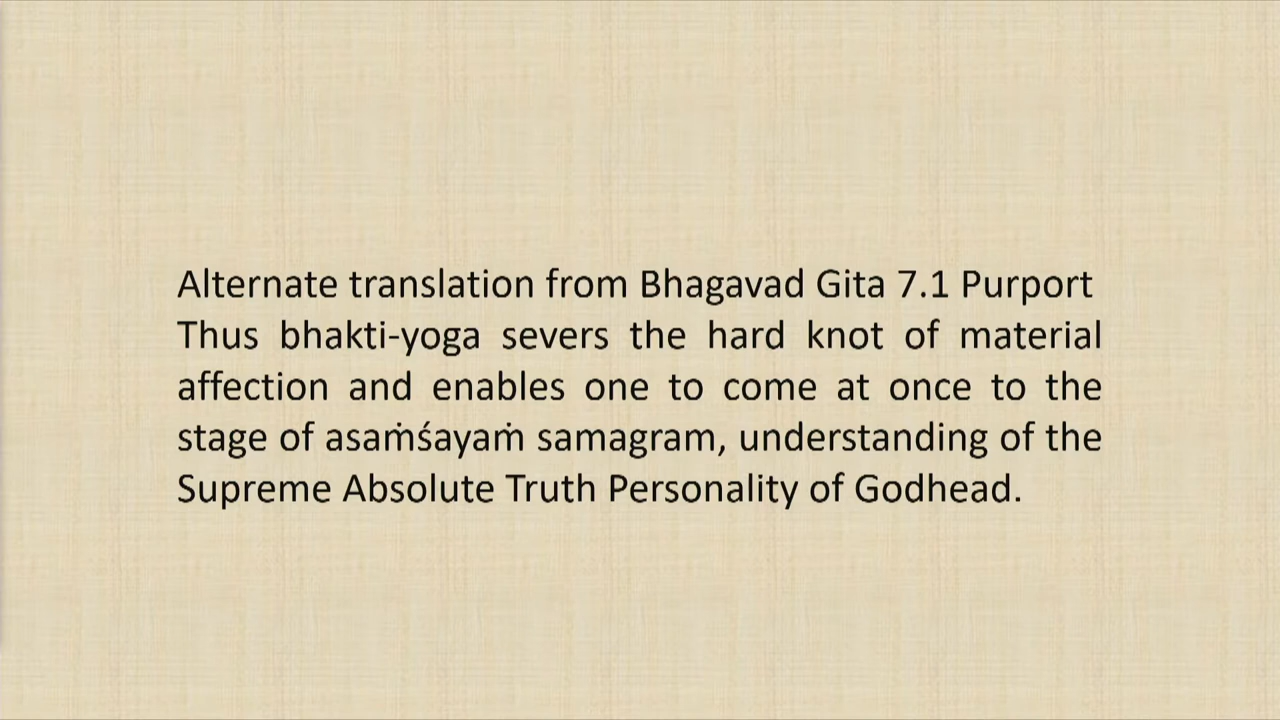 Alternate translation from Bhagavad Gita 7.1 Purport
Thus bhakti-yoga severs the hard knot of material
affection and enables one to come at once to the
stage of asaṁśayaṁ samagram, understanding of the
Supreme Absolute Truth Personality of Godhead.